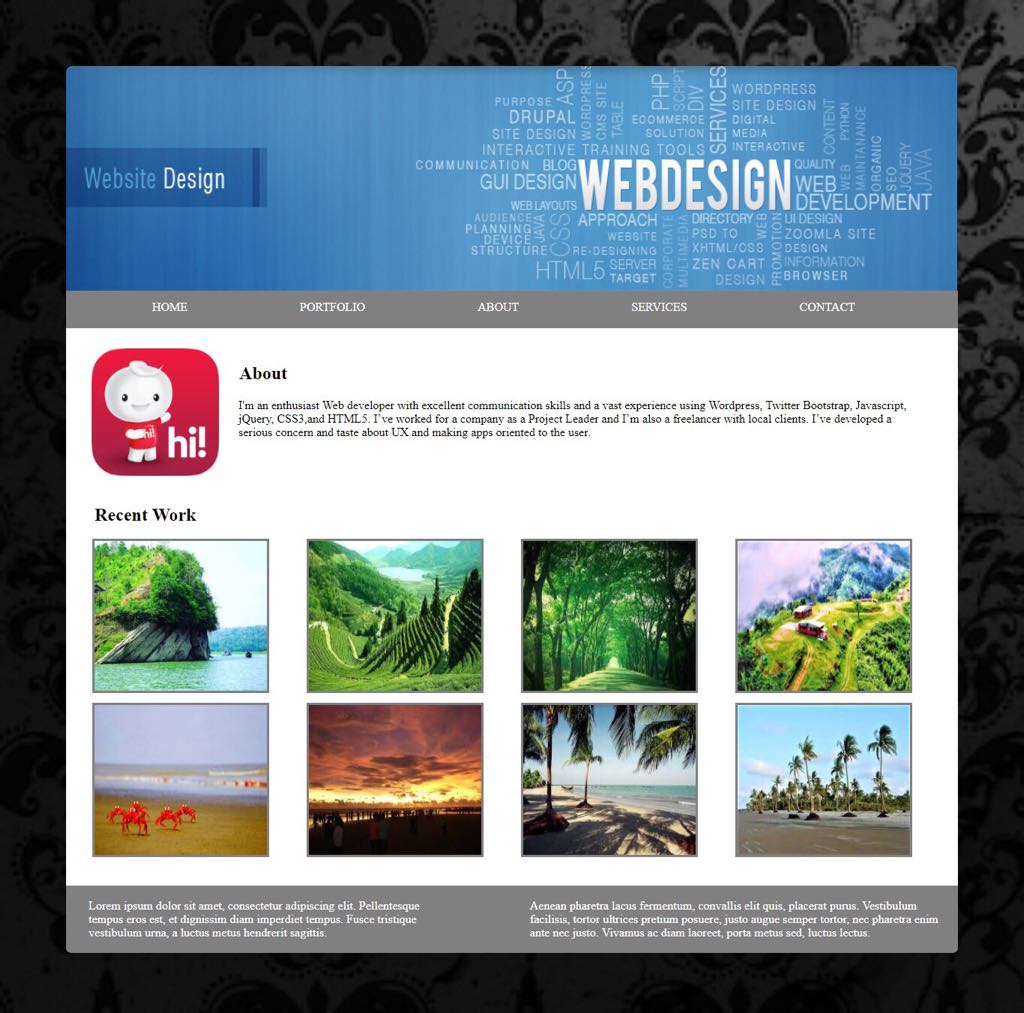 ASP
WORDPRESS
CMS SITE
TABLE
PHP
SCRIPT
DIV
SERVICES
WORDPRESS
PURPOSE
SITE DESIGN
DRUPAL
ECOMMERCE
DIGITAL
CONTENT
PYTHON
SITE DESIGN
SOLUTION
MEDIA
INTERACTIVE TRAINING TOOLS
INTERACTIVE
MAINTANANCE
ORGANIC
JQUERY
JAVA
COMMUNICATION BLOG
WEBDESIGN
QUALITY
WEB
SEO
Website Design
GUI DESIGN
WEB
DEVELOPMENT
WEB LAYOUTS
AUDIENCE
JAVA
CSS
APPROACH
CORPORATE
MULTIMEDIA
DIRECTORY
WEB
PROMOTION
UI DESIGN
PLANNING
WEBSITE
PSD TO
ZOOMLA SITE
DEVICE
STRUCTURE
RE-DESIGNING
XHTML/CSS
DESIGN
HTML5
SERVER
ZEN CART
INFORMATION
TARGET
DESIGN
BROWSER
HOME PORTFOLIO ABOUT SERVICES CONTACT
hi!
hi!
About
I'm an enthusiast Web developer with excellent communication skills and a vast experience using Wordpress, Twitter Bootstrap, Javascript,
jQuery, CSS3,and HTML5. I've worked for a company as a Project Leader and I'm also a freelancer with local clients. I've developed a
serious concern and taste about UX and making apps oriented to the user.
Recent Work
Lorem ipsum dolor sit amet, consectetur adipiscing elit. Pellentesque
tempus eros est, et dignissim diam imperdiet tempus. Fusce tristique
vestibulum urna, a luctus metus hendrerit sagittis.
Aenean pharetra lacus fermentum, convallis elit quis, placerat purus. Vestibulum
facilisis, tortor ultrices pretium posuere, justo augue semper tortor, nec pharetra enim
ante nec justo. Vivamus ac diam laoreet, porta metus sed, luctus lectus.